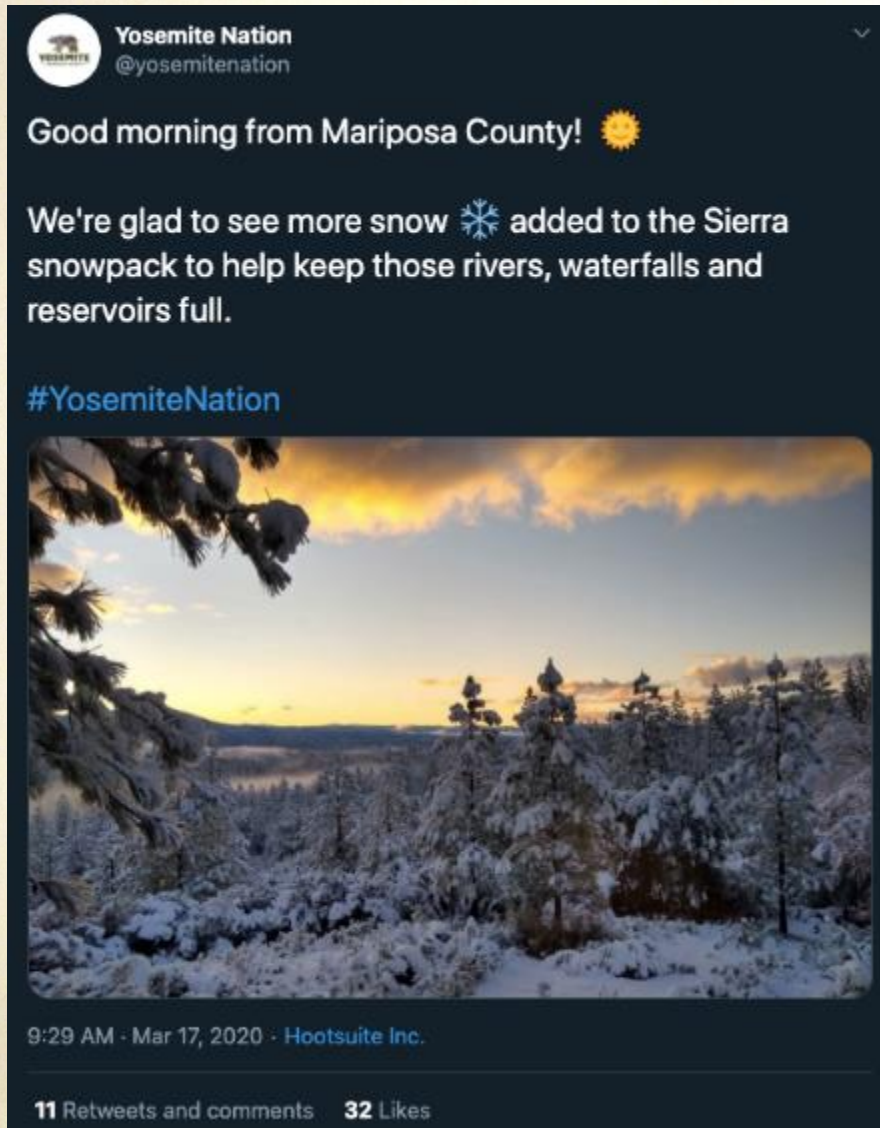 Yosemite Nation
@yosemitenation
YOSEMITE
Good morning from Mariposa County! 🌞
We're glad to see more snow ❄️ added to the Sierra
snowpack to help keep those rivers, waterfalls and
reservoirs full.
#YosemiteNation
9:29 AM · Mar 17, 2020 · Hootsuite Inc.
11 Retweets and comments 32 Likes